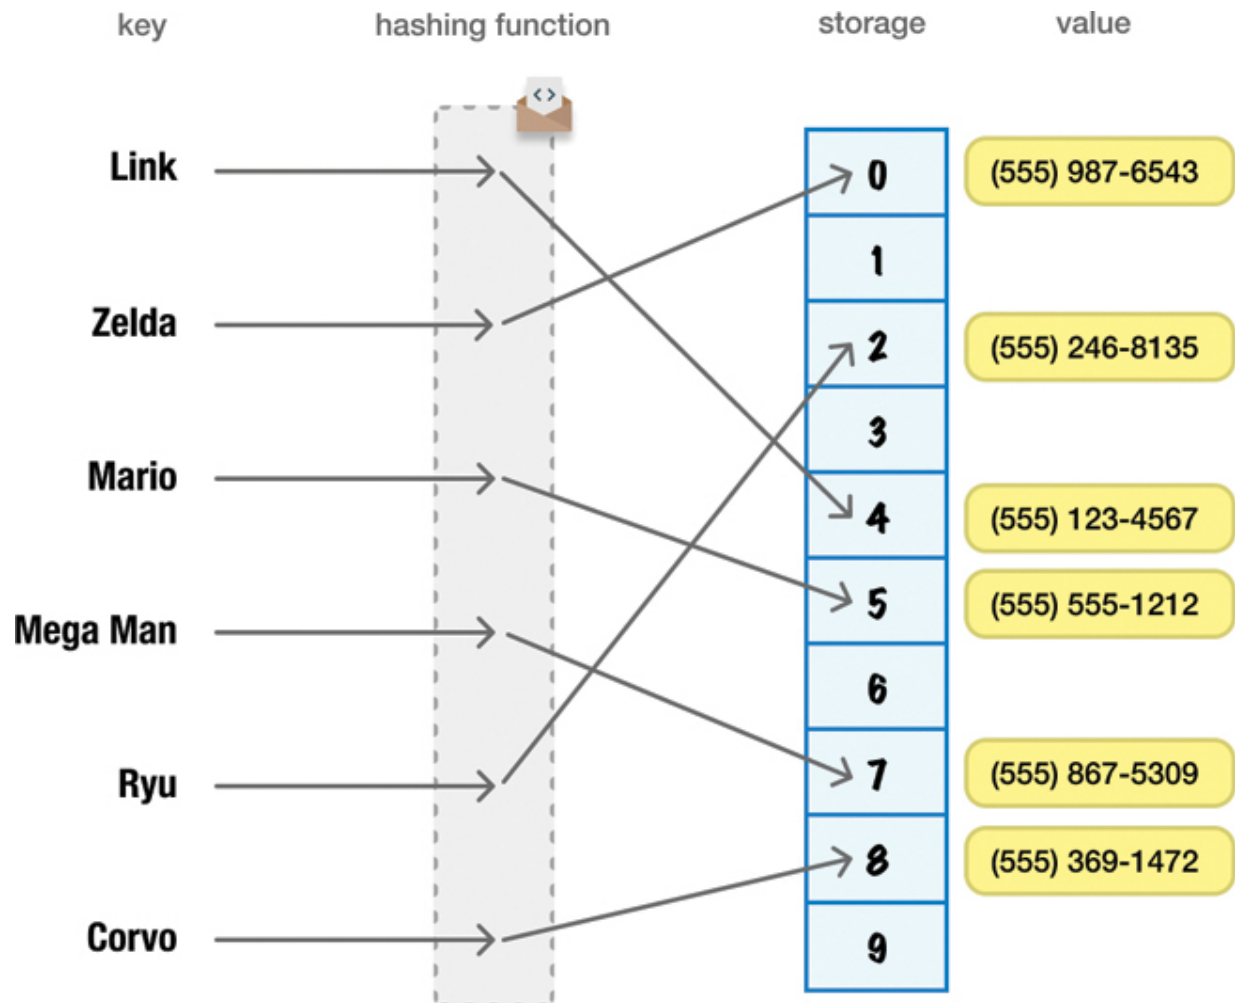 key hashing function storage value
<>
Link
0 (555) 987-6543
1
Zelda
2 (555) 246-8135
3
Mario
4 (555) 123-4567
5 (555) 555-1212
Mega Man
6
7 (555) 867-5309
Ryu
8 (555) 369-1472
Corvo
9